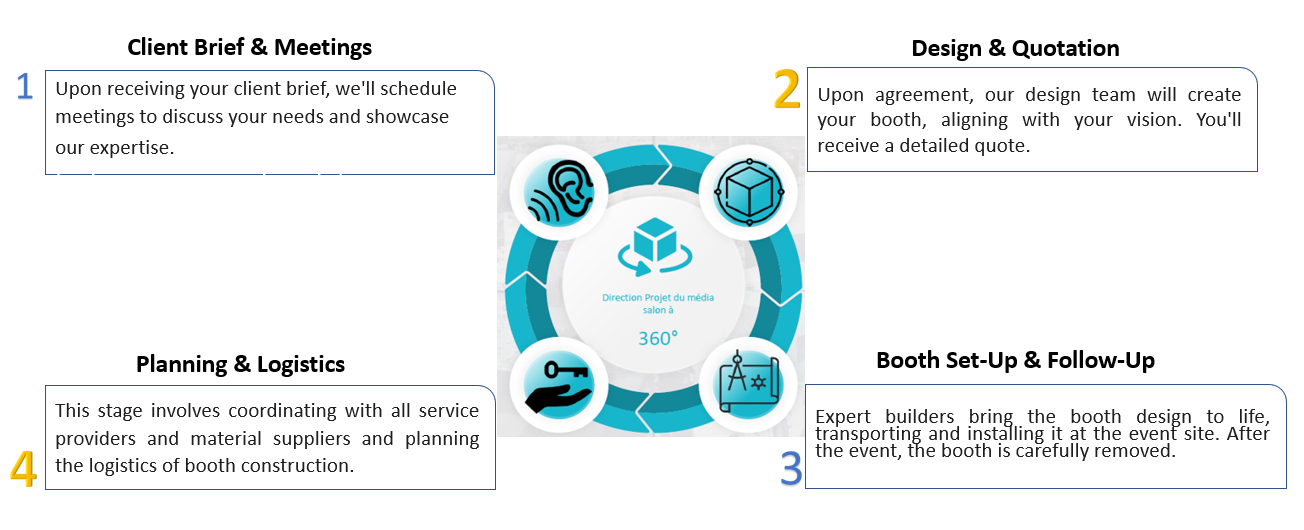 Client Brief & Meetings
1
Upon receiving your client brief, we'll schedule
meetings to discuss your needs and showcase
our expertise.
Design & Quotation
2
Upon agreement, our design team will create
your booth, aligning with your vision. You'll
receive a detailed quote.
Direction Projet du média
salon à
360°
Planning & Logistics
4
This stage involves coordinating with all service
providers and material suppliers and planning
the logistics of booth construction.
Booth Set-Up & Follow-Up
3
Expert builders bring the booth design to life,
transporting and installing it at the event site. After
the event, the booth is carefully removed.